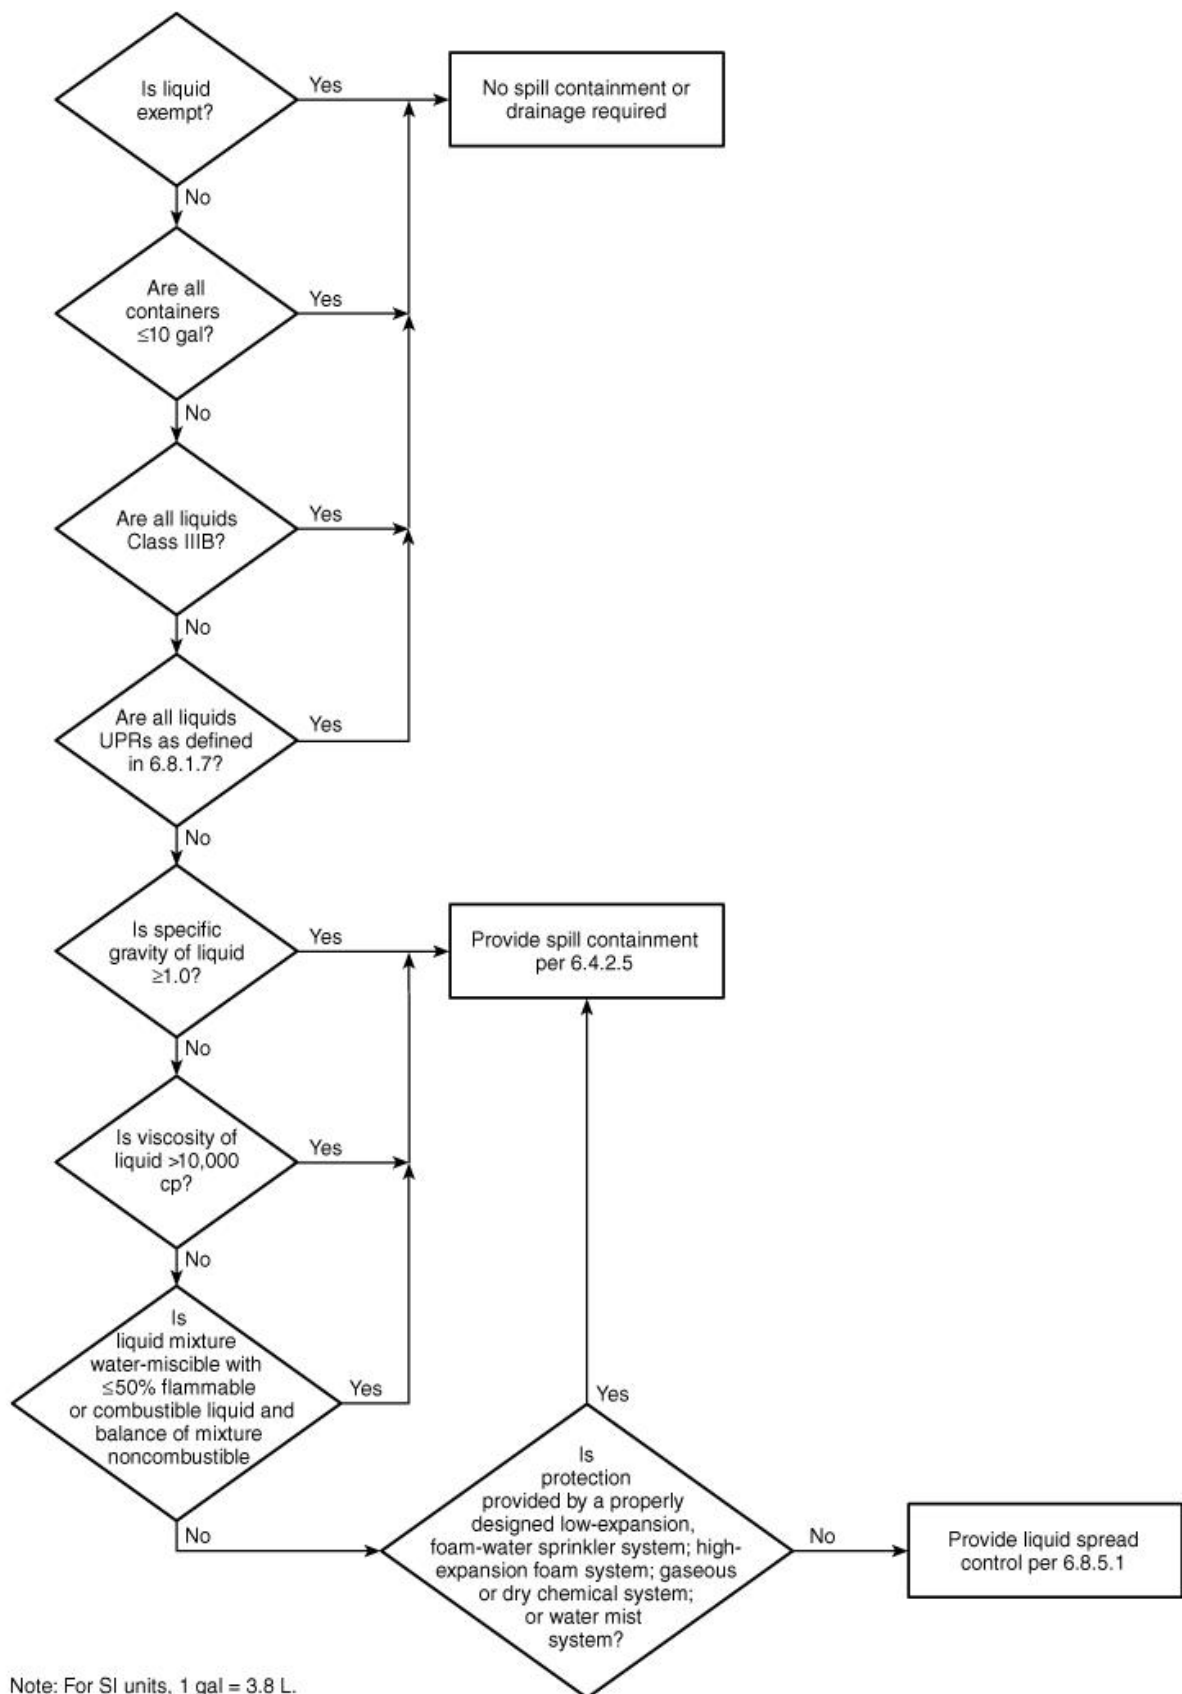 Is liquid
exempt?
Yes
No spill containment or
drainage required
No
Are all
containers
≤10 gal?
Yes
No
Are all liquids
Class IIIB?
Yes
No
Are all liquids
UPRs as defined
in 6.8.1.7?
Yes
No
Is specific
gravity of liquid
≥1.0?
Yes
Provide spill containment
per 6.4.2.5
No
Is viscosity of
liquid >10,000
cp?
Yes
No
Is
liquid mixture
water-miscible with
≤50% flammable
or combustible liquid and
balance of mixture
noncombustible
Yes
No
Yes
Is
protection
provided by a properly
designed low-expansion,
foam-water sprinkler system; high-
expansion foam system; gaseous
or dry chemical system;
or water mist
system?
No
Provide liquid spread
control per 6.8.5.1
Note: For SI units, 1 gal = 3.8 L.